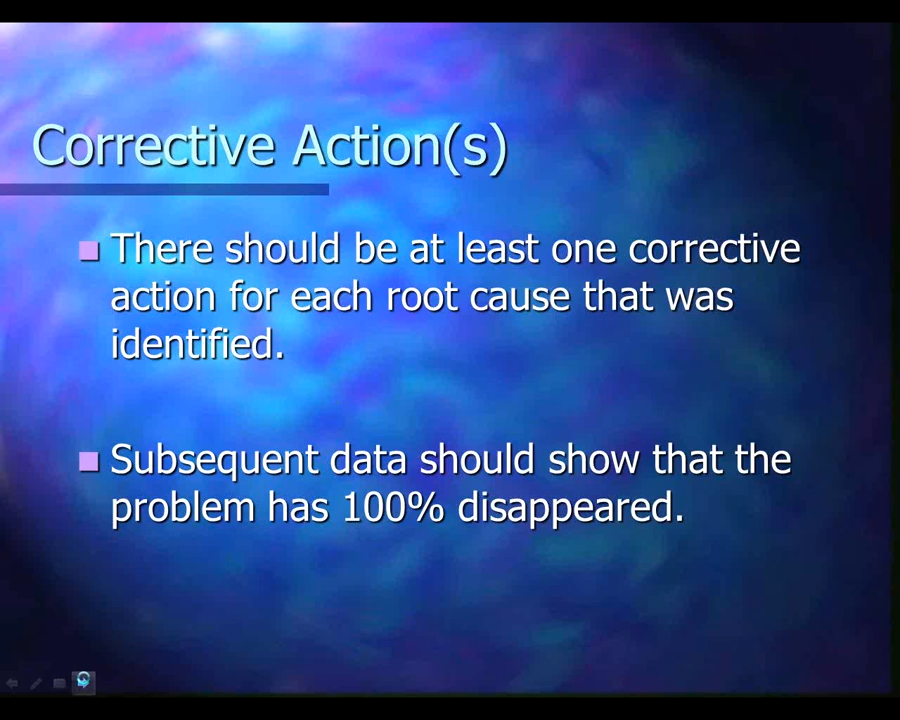 Corrective Action(s)
There should be at least one corrective
action for each root cause that was
identified.
Subsequent data should show that the
problem has 100% disappeared.